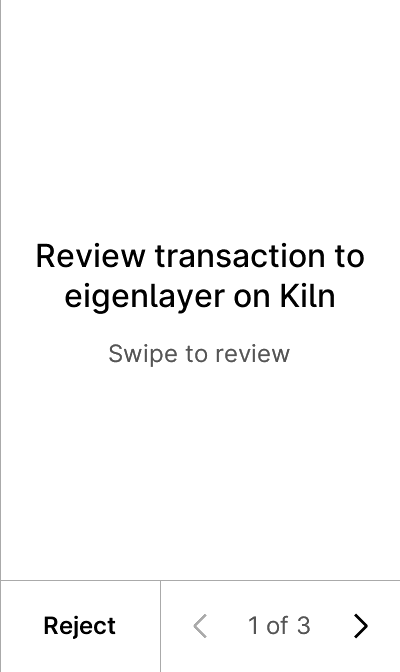 Review transaction to
eigenlayer on Kiln
Swipe to review
Reject
1 of 3